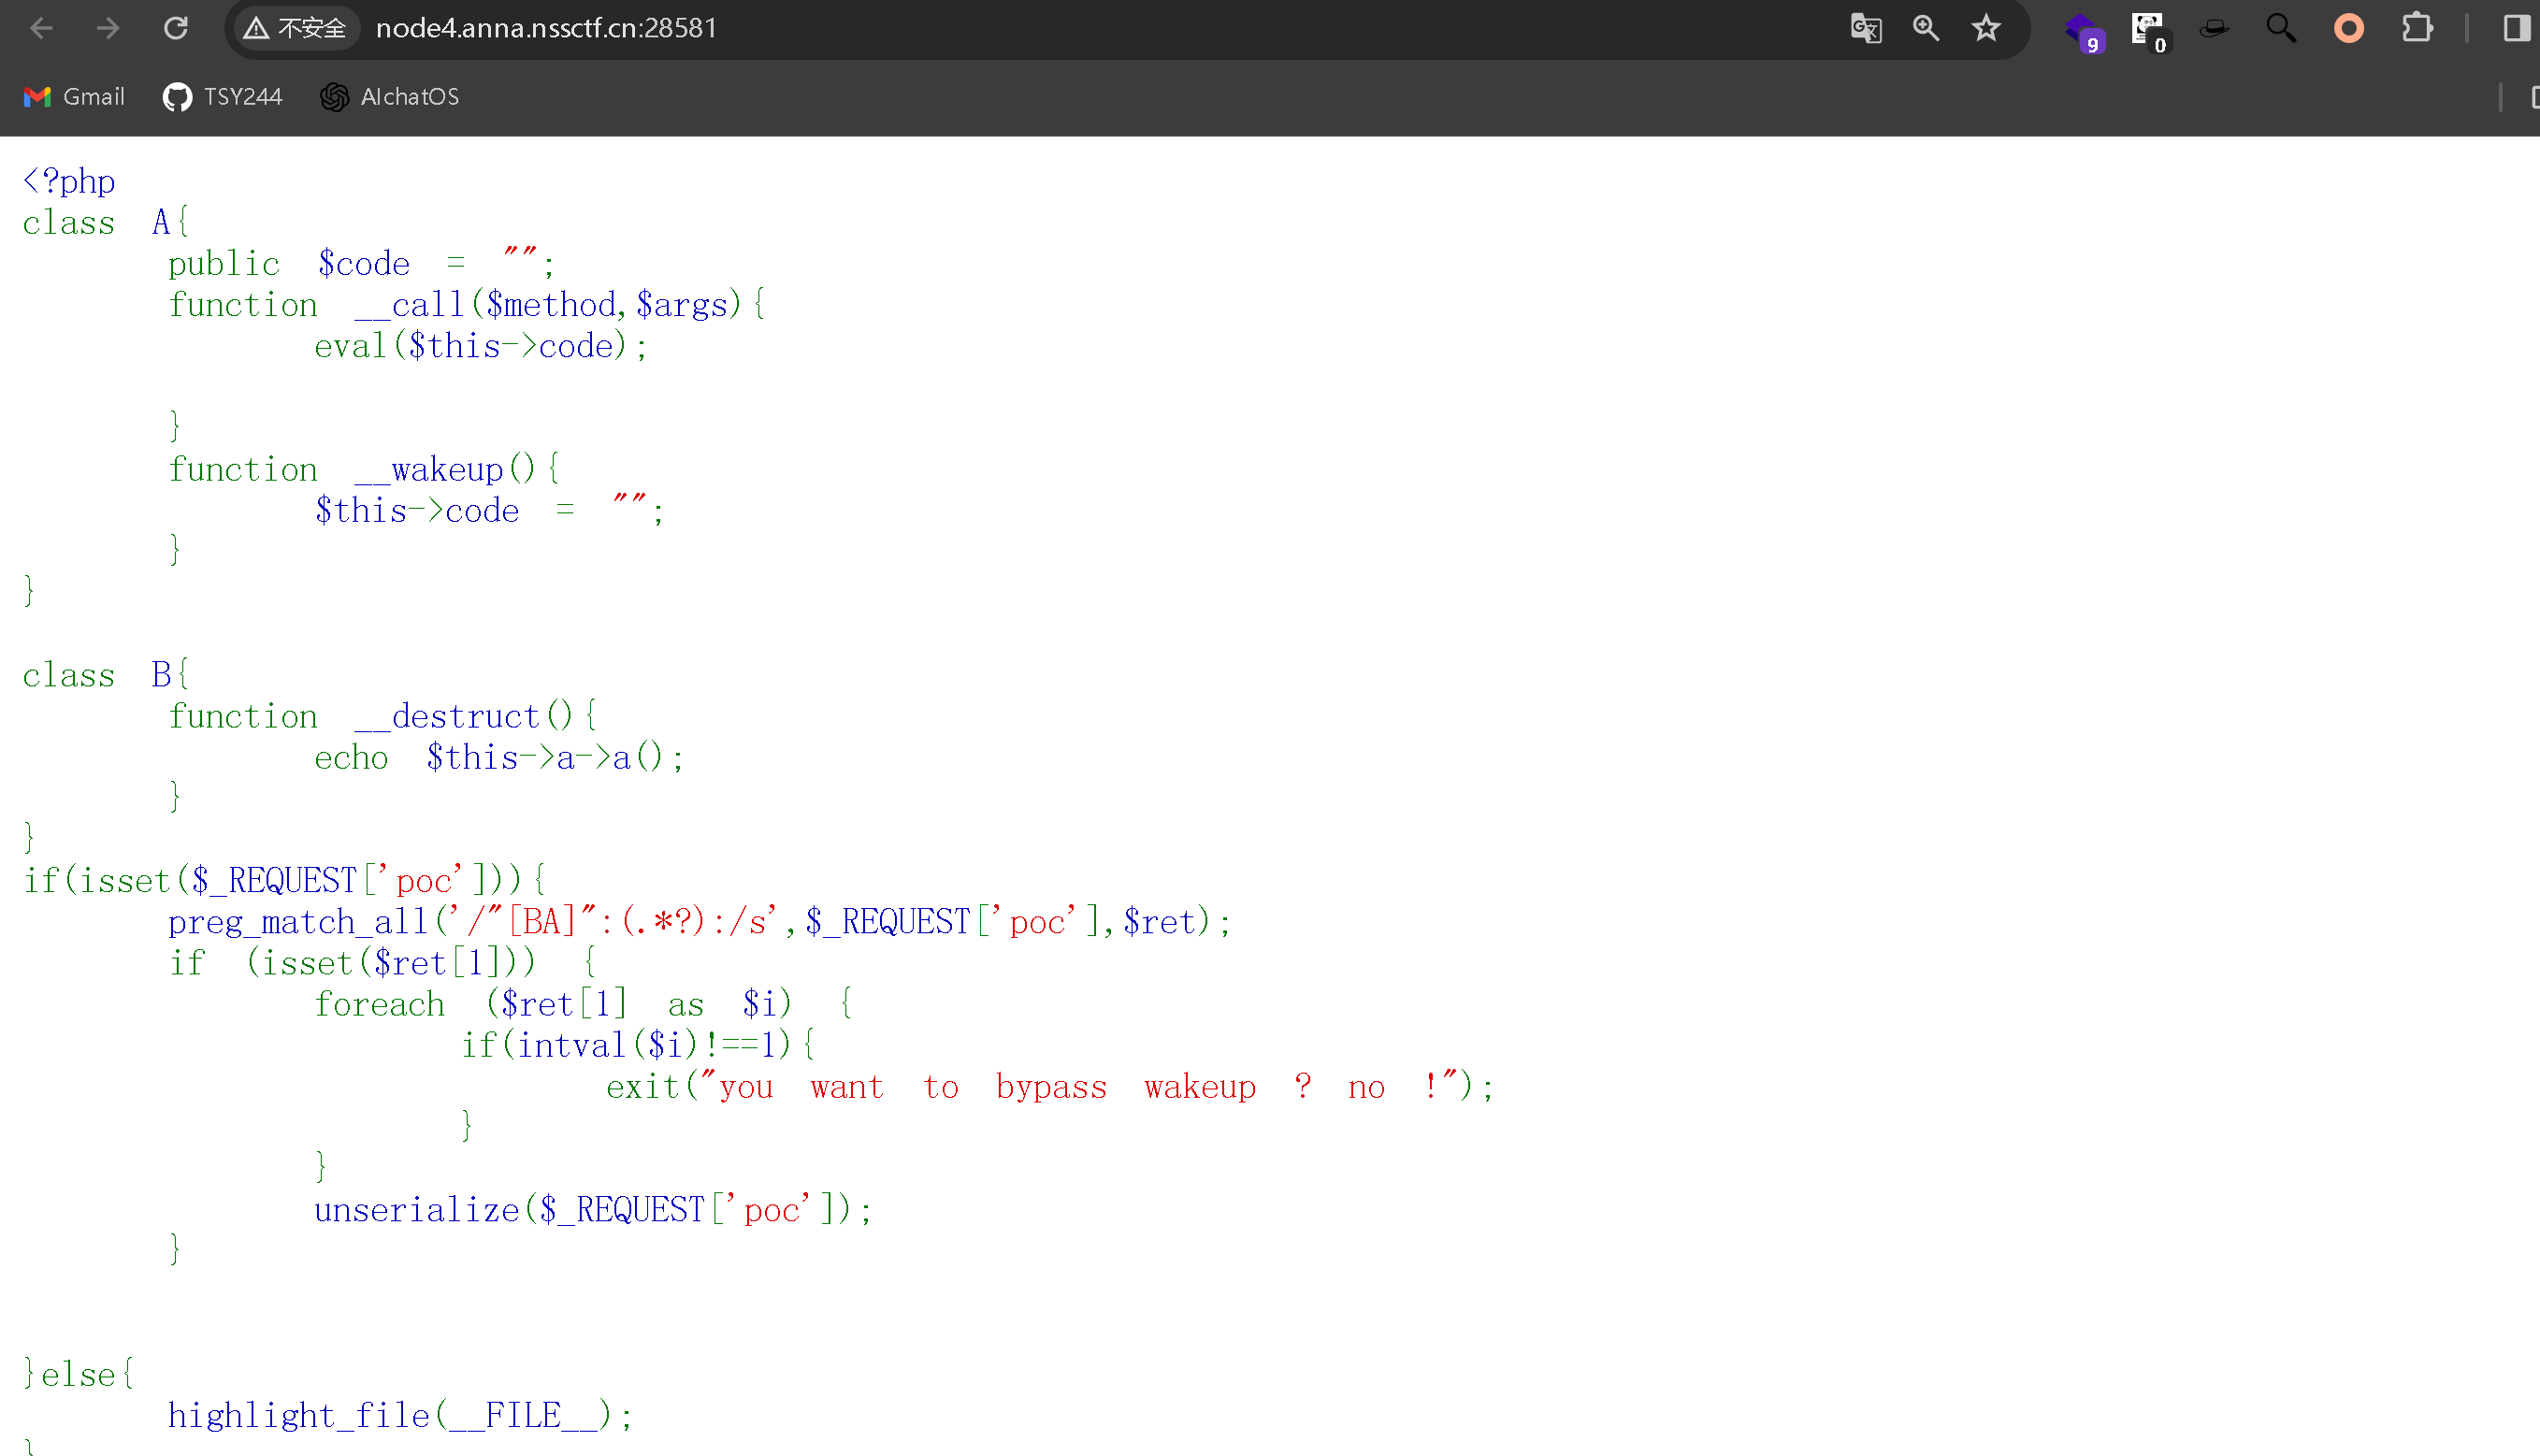 不安全 node4.anna.nssctf.cn:28581
9 0
Gmail TSY244 AIchatOS
<?php
class A{
public $code = "";
function __call($method,$args){
eval($this->code);
}
function __wakeup(){
$this->code = "";
}
}
class B{
function __destruct(){
echo $this->a->a();
}
}
if(isset($_REQUEST['poc'])){
preg_match_all('/"[BA]":(.*?):/s',$_REQUEST['poc'],$ret);
if (isset($ret[1])) {
foreach ($ret[1] as $i) {
if(intval($i)!==1){
exit("you want to bypass wakeup ? no !");
}
}
unserialize($_REQUEST['poc']);
}
}else{
highlight_file(__FILE__);
}